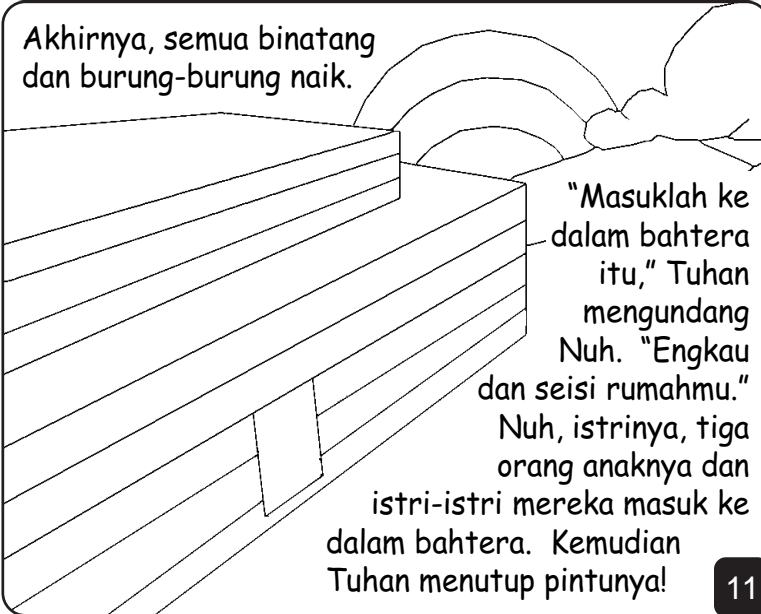 Akhirnya, semua binatang
dan burung-burung naik.
“Masuklah ke
dalam bahtera
itu,” Tuhan
mengundang
Nuh.  “Engkau
dan seisi rumahmu.”
Nuh, istrinya, tiga
orang anaknya dan
istri-istri mereka masuk ke
dalam bahtera.  Kemudian
Tuhan menutup pintunya!
11